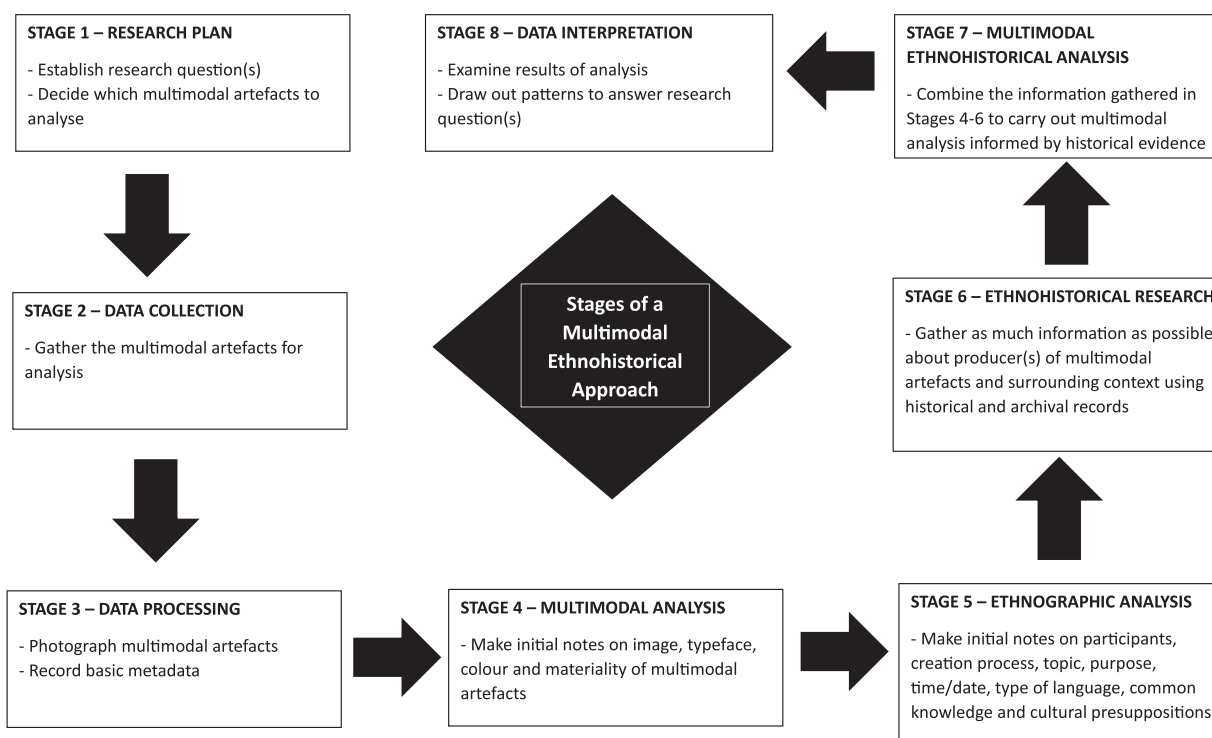 STAGE 1 – RESEARCH PLAN
- Establish research question(s)
- Decide which multimodal artefacts to
analyse
STAGE 2 – DATA COLLECTION
- Gather the multimodal artefacts for
analysis
STAGE 3 – DATA PROCESSING
- Photograph multimodal artefacts
- Record basic metadata
STAGE 4 – MULTIMODAL ANALYSIS
- Make initial notes on image, typeface,
colour and materiality of multimodal
artefacts
STAGE 5 – ETHNOGRAPHIC ANALYSIS
- Make initial notes on participants,
creation process, topic, purpose,
time/date, type of language, common
knowledge and cultural presuppositions
STAGE 6 – ETHNOHISTORICAL RESEARCH
- Gather as much information as possible
about producer(s) of multimodal
artefacts and surrounding context using
historical and archival records
STAGE 7 – MULTIMODAL
ETHNOHISTORICAL ANALYSIS
- Combine the information gathered in
Stages 4-6 to carry out multimodal
analysis informed by historical evidence
STAGE 8 – DATA INTERPRETATION
- Examine results of analysis
- Draw out patterns to answer research
question(s)
Stages of a
Multimodal
Ethnohistorical
Approach